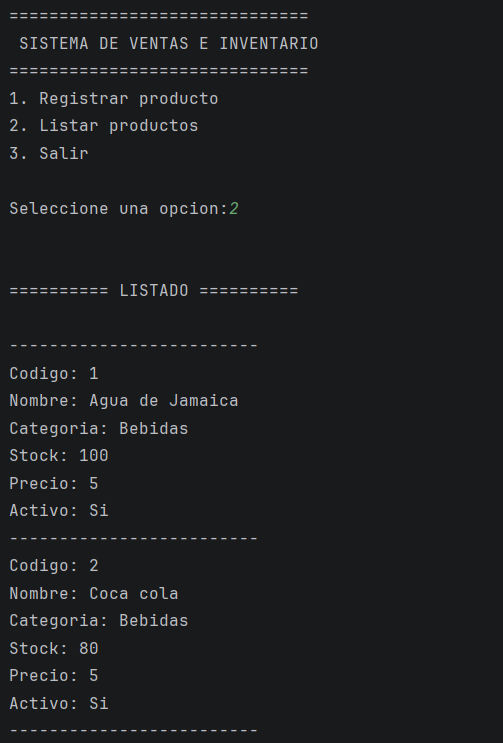 ==============================
 SISTEMA DE VENTAS E INVENTARIO
==============================
1. Registrar producto
2. Listar productos
3. Salir
Seleccione una opcion:2
========== LISTADO ==========
-------------------------
Codigo: 1
Nombre: Agua de Jamaica
Categoria: Bebidas
Stock: 100
Precio: 5
Activo: Si
-------------------------
Codigo: 2
Nombre: Coca cola
Categoria: Bebidas
Stock: 80
Precio: 5
Activo: Si
-------------------------